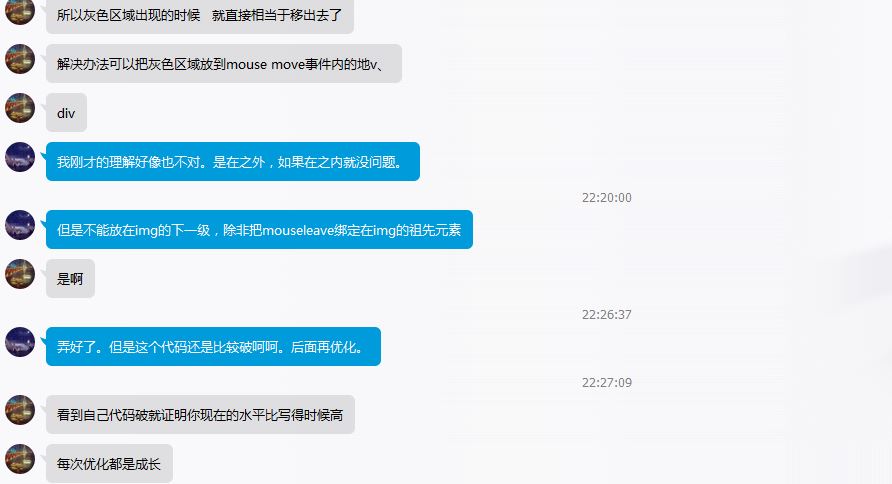 所以灰色区域出现的时候 就直接相当于移出去了
解决办法可以把灰色区域放到mouse move事件内的地v、
div
我刚才的理解好像也不对。是在之外，如果在之内就没问题。
22:20:00
但是不能放在img的下一级，除非把mouseleave绑定在img的祖先元素
是啊
22:26:37
弄好了。但是这个代码还是比较破呵呵。后面再优化。
22:27:09
看到自己代码破就证明你现在的水平比写得时候高
每次优化都是成长